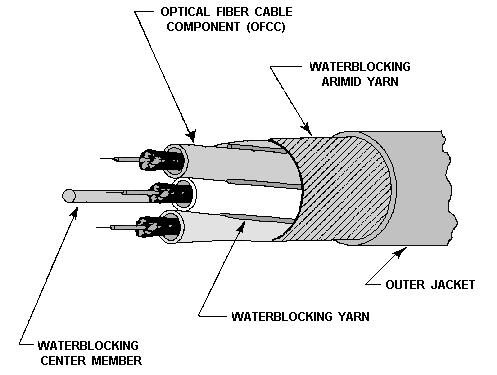 OPTICAL FIBER CABLE
COMPONENT (OFCC)
WATERBLOCKING
ARIMID YARN
OUTER JACKET
WATERBLOCKING YARN
WATERBLOCKING
CENTER MEMBER